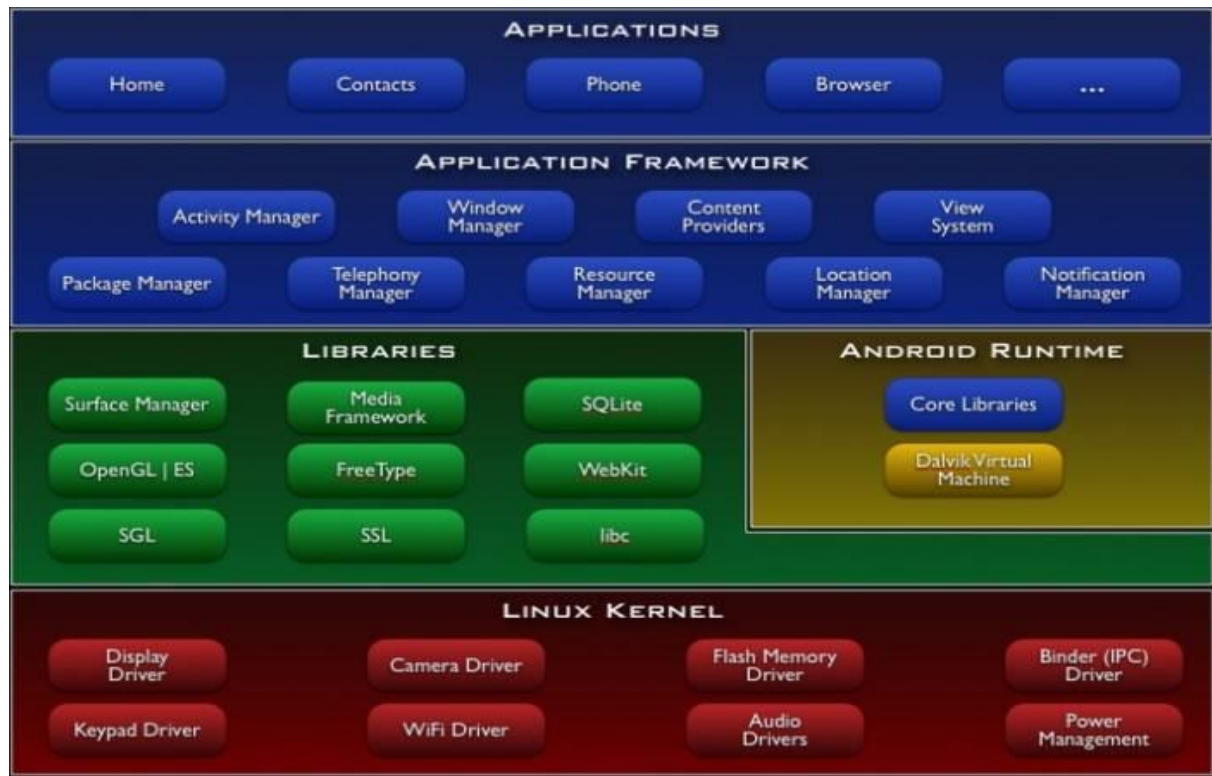 APPLICATIONS
Home
Contacts
Phone
Browser
...
APPLICATION FRAMEWORK
Activity Manager
Window
Manager
Content
Providers
View
System
Package Manager
Telephony
Manager
Resource
Manager
Location
Manager
Notification
Manager
LIBRARIES
Surface Manager
Media
Framework
SQLite
OpenGL | ES
FreeType
WebKit
SGL
SSL
libc
ANDROID RUNTIME
Core Libraries
Dalvik Virtual
Machine
LINUX KERNEL
Display
Driver
Camera Driver
Flash Memory
Driver
Binder (IPC)
Driver
Keypad Driver
WiFi Driver
Audio
Drivers
Power
Management